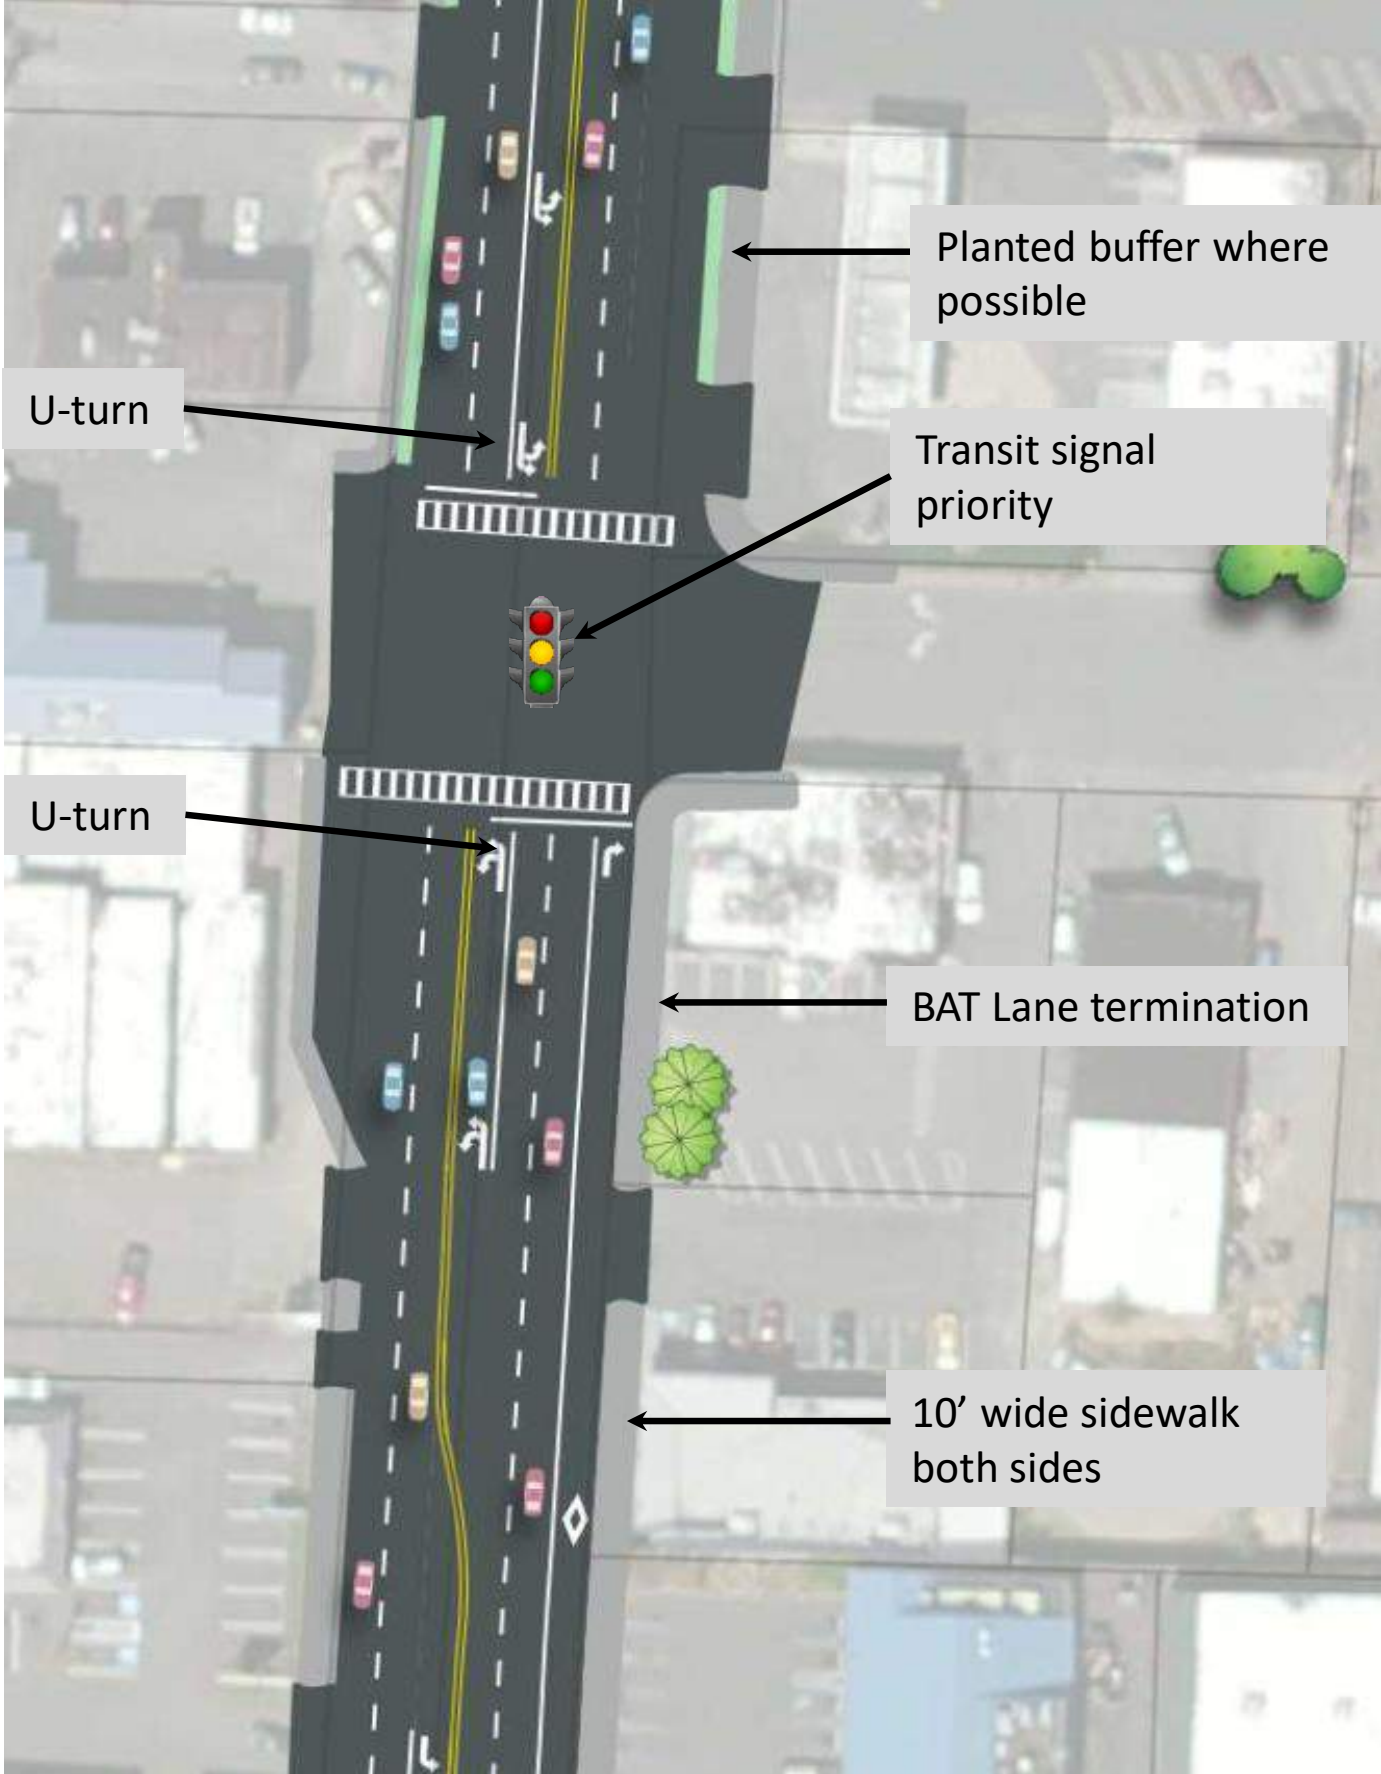 Planted buffer where
possible
U-turn
Transit signal
priority
U-turn
BAT Lane termination
10’ wide sidewalk
both sides